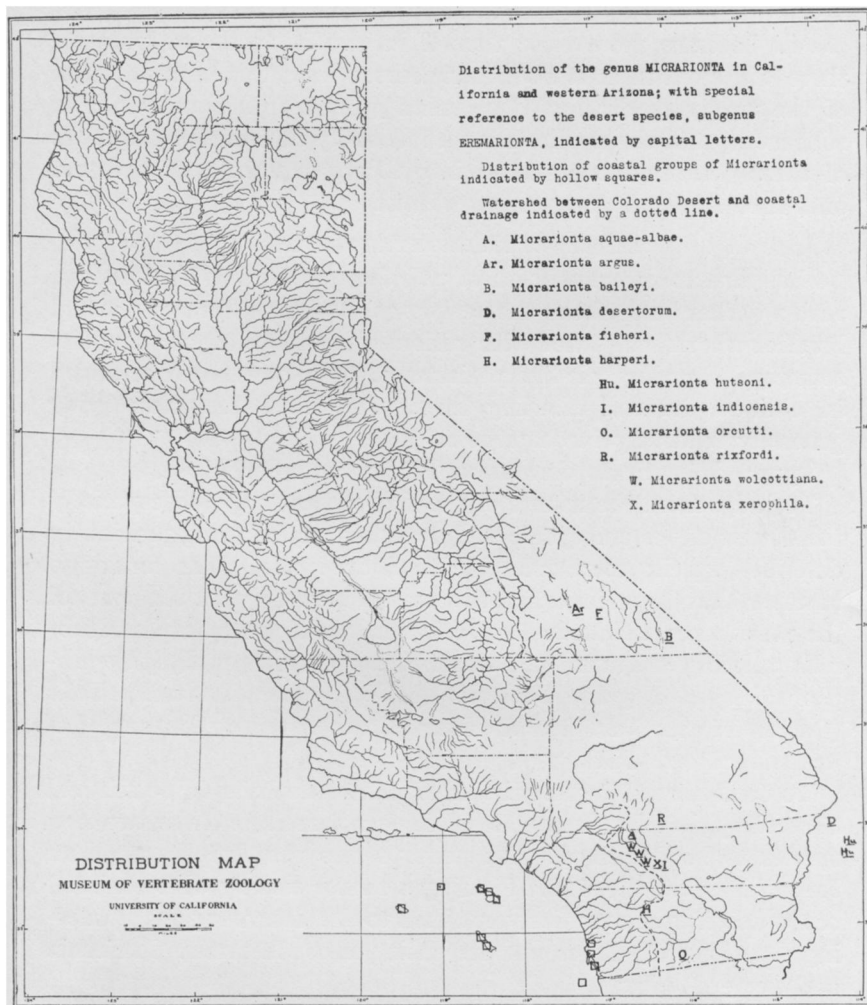 Distribution of the genus MICRARIONTA in Cal-
ifornia and western Arizona; with special
reference to the desert species, subgenus
EREMARIONTA, indicated by capital letters.
Distribution of coastal groups of Micrarionta
indicated by hollow squares.
Watershed between Colorado Desert and coastal
drainage indicated by a dotted line.
A. Micrarionta aquae-albae.
Ar. Micrarionta argus.
B. Micrarionta baileyi.
D. Micrarionta desertorum.
F. Micrarionta fisheri.
H. Micrarionta harperi.
Hu. Micrarionta hutsoni.
I. Micrarionta indioensis.
O. Micrarionta orcutti.
R. Micrarionta rixfordi.
W. Micrarionta wolcottiana.
X. Micrarionta xerophila.
Ar
F
B
R
D
A
Hu
Hu
W
W
W X I
H
O
DISTRIBUTION MAP
MUSEUM OF VERTEBRATE ZOOLOGY
UNIVERSITY OF CALIFORNIA
SCALE